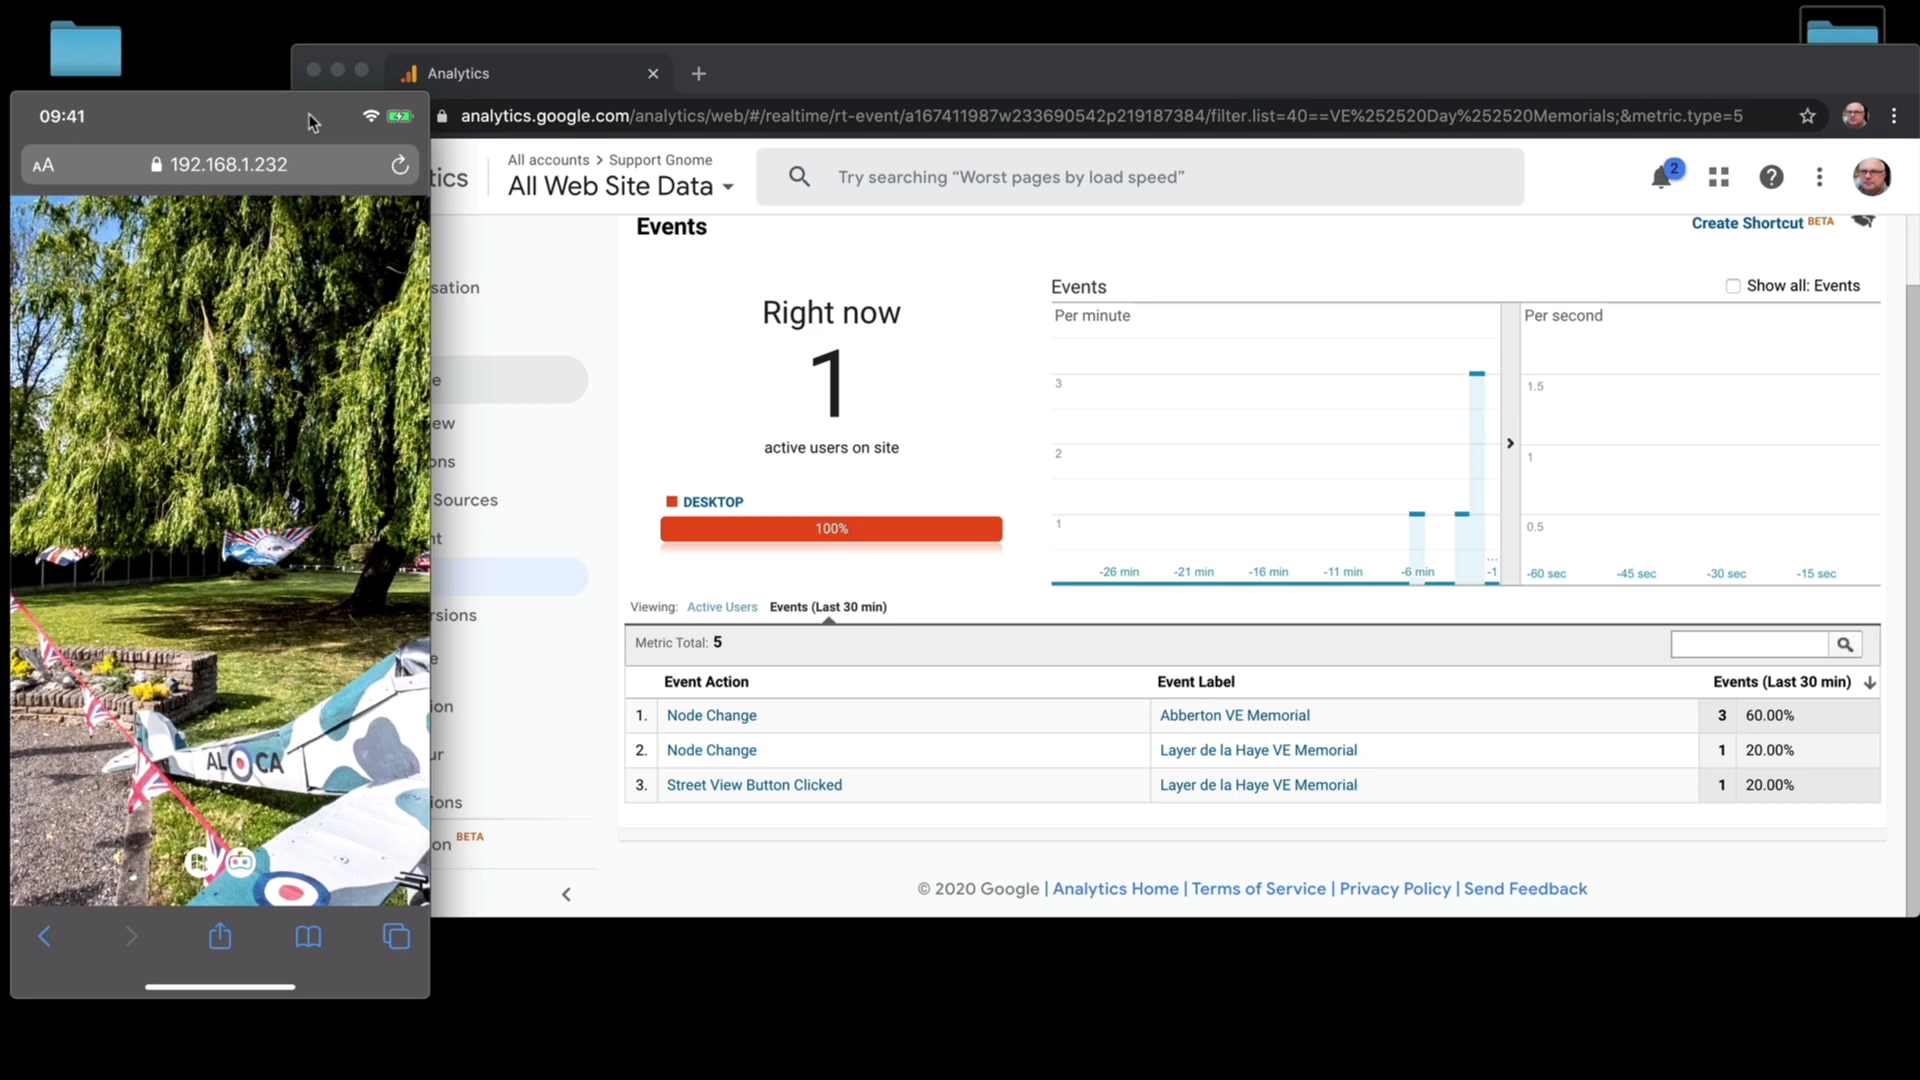 Analytics
09:41
analytics.google.com/analytics/web/#/realtime/rt-event/a167411987w233690542p219187384/filter.list=40==VE%252520Day%252520Memorials;&metric.type=5
AA 192.168.1.232
tics
All accounts > Support Gnome
All Web Site Data
Try searching “Worst pages by load speed”
2
Events
Create Shortcut BETA
sation
Right now
1
active users on site
DESKTOP
100%
Events
Show all: Events
Per minute
Per second
3
2
1
1.5
1
0.5
-26 min -21 min -16 min -11 min -6 min -1
-60 sec -45 sec -30 sec -15 sec
e
ew
ons
Sources
nt
rsions
e
ion
ur
ions
on BETA
Viewing: Active Users Events (Last 30 min)
Metric Total: 5
Event Action Event Label Events (Last 30 min)
1. Node Change Abberton VE Memorial 3 60.00%
2. Node Change Layer de la Haye VE Memorial 1 20.00%
3. Street View Button Clicked Layer de la Haye VE Memorial 1 20.00%
AL CA
© 2020 Google | Analytics Home | Terms of Service | Privacy Policy | Send Feedback